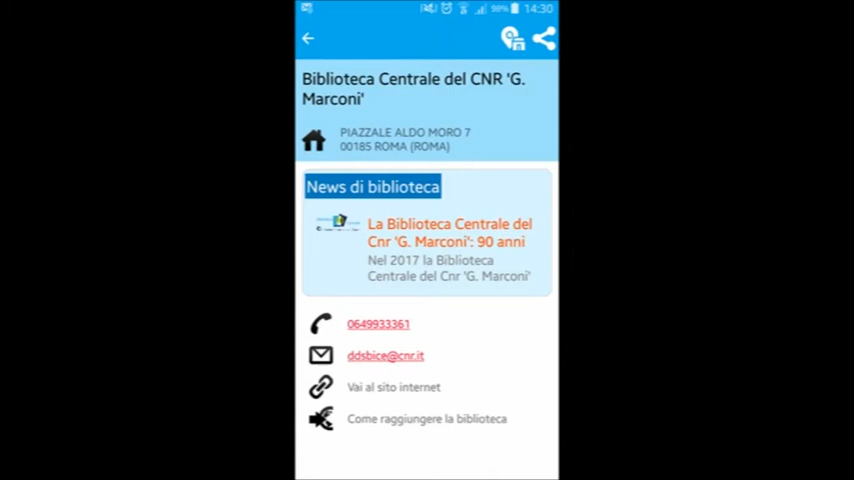 98% 14:30
Biblioteca Centrale del CNR 'G.
Marconi'
PIAZZALE ALDO MORO 7
00185 ROMA (ROMA)
News di biblioteca
La Biblioteca Centrale del
Cnr 'G. Marconi': 90 anni
Nel 2017 la Biblioteca
Centrale del Cnr 'G. Marconi'
0649933361
ddsbice@cnr.it
Vai al sito internet
Come raggiungere la biblioteca